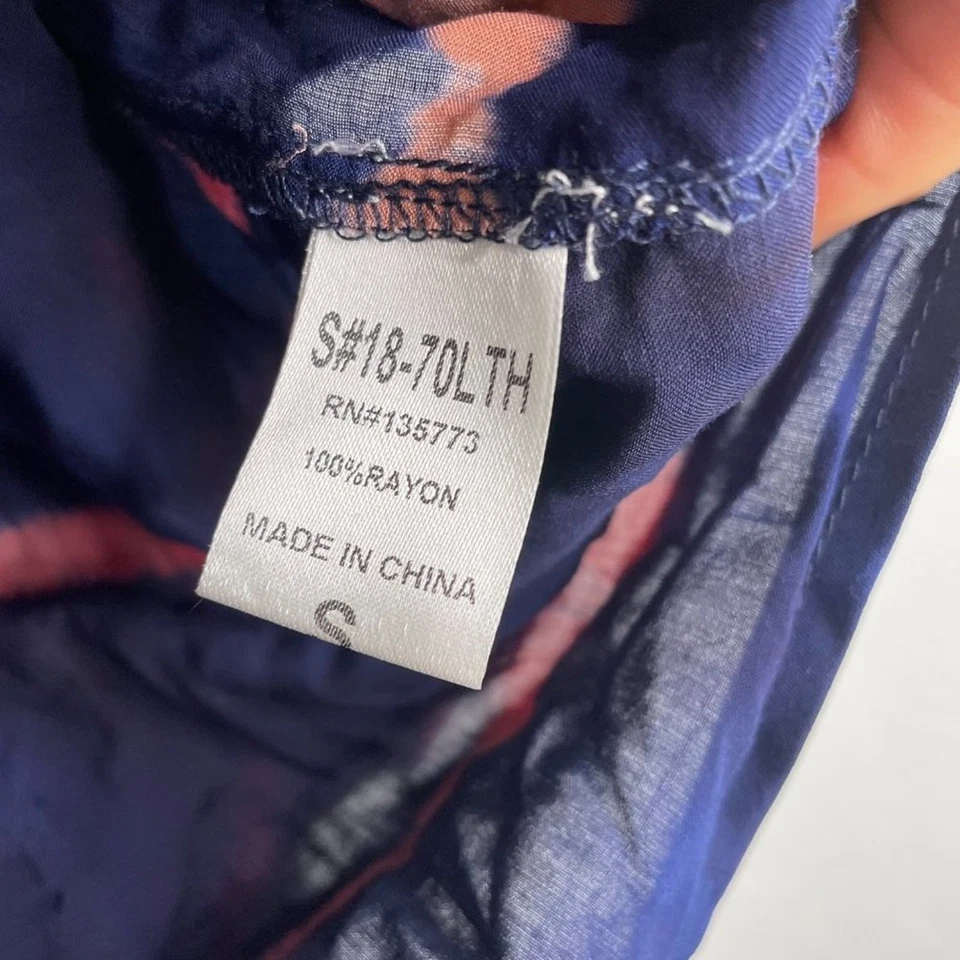 S#18-70LTH
RN#135773
100%RAYON
MADE IN CHINA
S